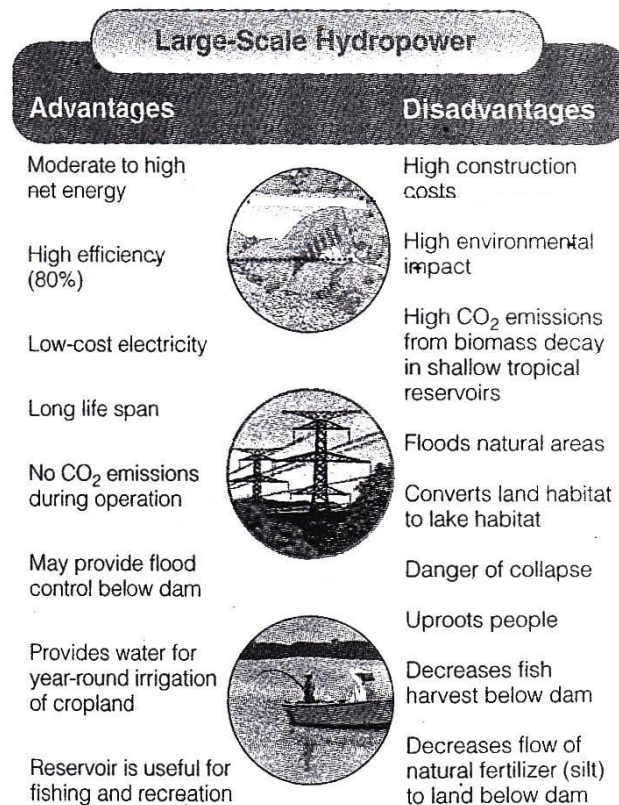 Large-Scale Hydropower
Advantages
Moderate to high
net energy
High efficiency
(80%)
Low-cost electricity
Long life span
No CO₂ emissions
during operation
May provide flood
control below dam
Provides water for
year-round irrigation
of cropland
Reservoir is useful for
fishing and recreation
Disadvantages
High construction
costs
High environmental
impact
High CO₂ emissions
from biomass decay
in shallow tropical
reservoirs
Floods natural areas
Converts land habitat
to lake habitat
Danger of collapse
Uproots people
Decreases fish
harvest below dam
Decreases flow of
natural fertilizer (silt)
to land below dam